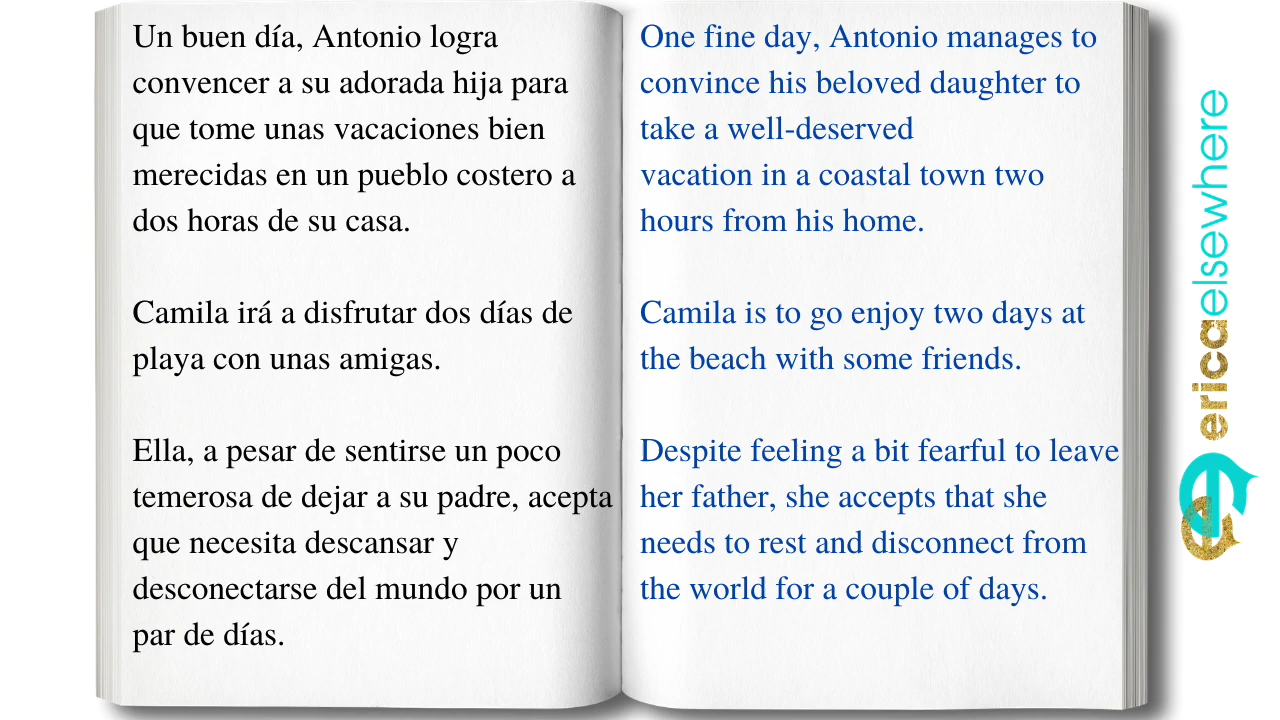 Un buen día, Antonio logra
convencer a su adorada hija para
que tome unas vacaciones bien
merecidas en un pueblo costero a
dos horas de su casa.
Camila irá a disfrutar dos días de
playa con unas amigas.
Ella, a pesar de sentirse un poco
temerosa de dejar a su padre, acepta
que necesita descansar y
desconectarse del mundo por un
par de días.
One fine day, Antonio manages to
convince his beloved daughter to
take a well-deserved
vacation in a coastal town two
hours from his home.
Camila is to go enjoy two days at
the beach with some friends.
Despite feeling a bit fearful to leave
her father, she accepts that she
needs to rest and disconnect from
the world for a couple of days.
ericaelsewhere